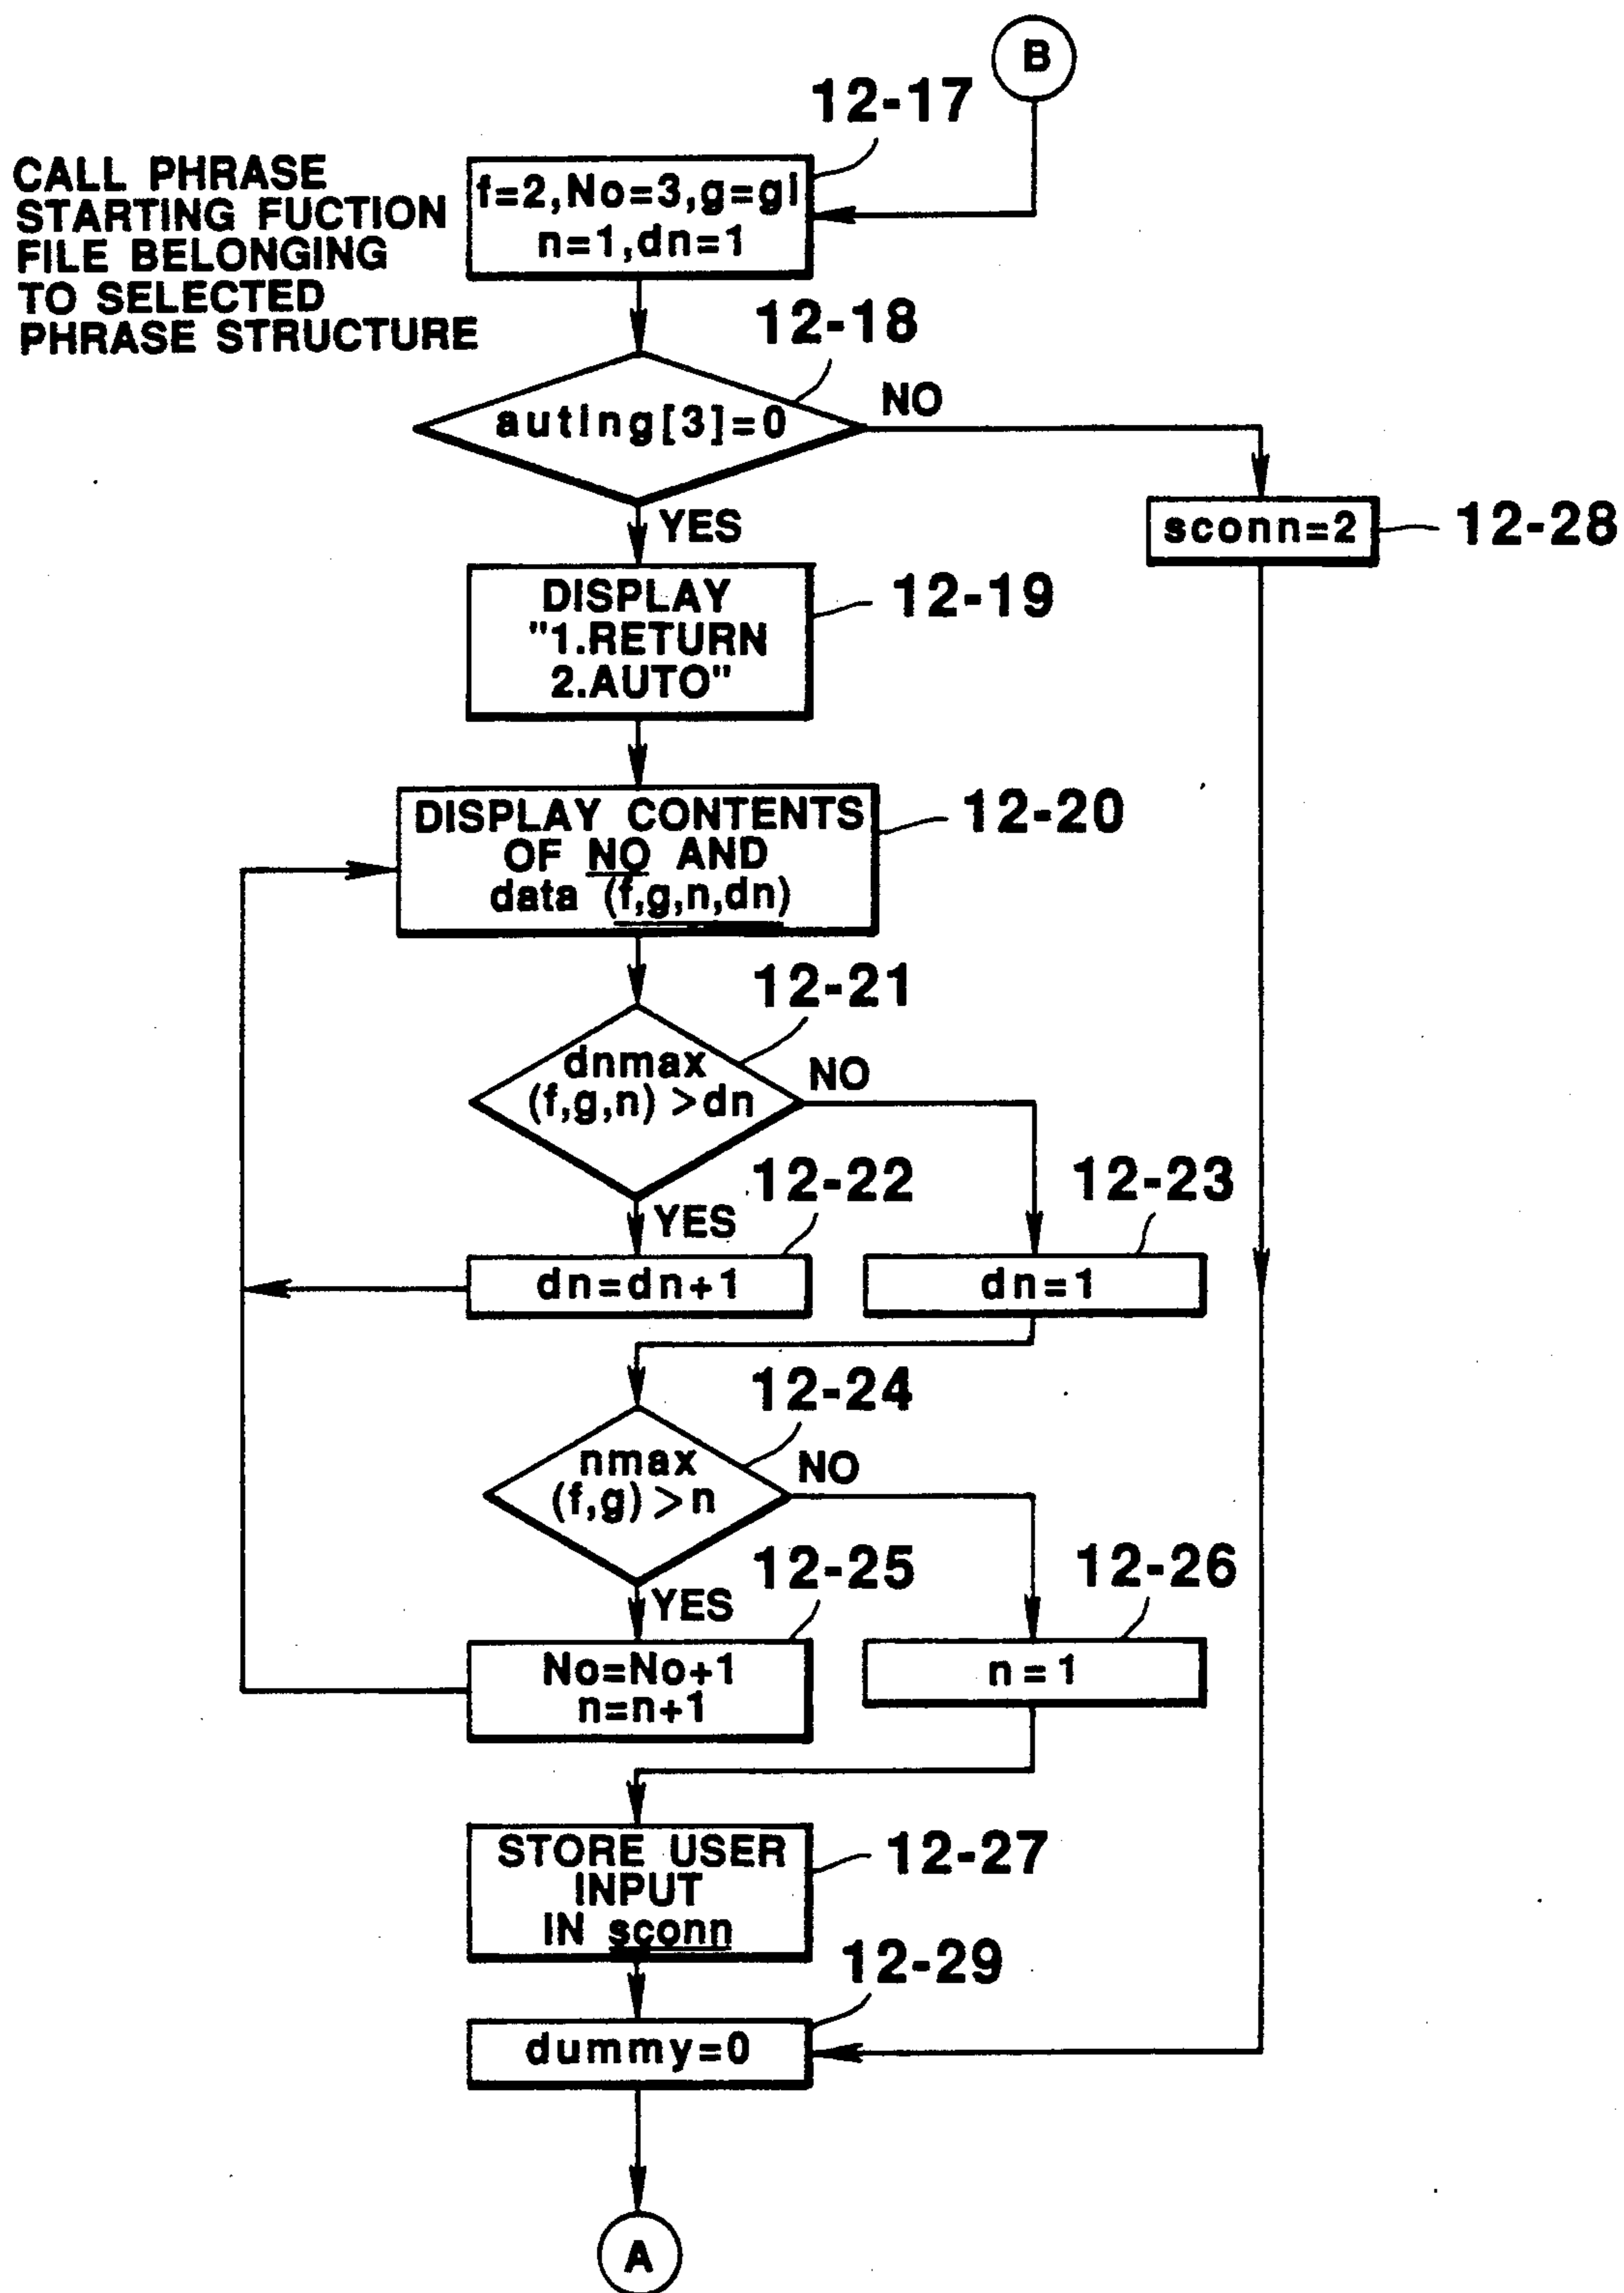 B
12-17
CALL PHRASE
STARTING FUCTION
FILE BELONGING
TO SELECTED
PHRASE STRUCTURE
f=2,No=3,g=gi
n=1,dn=1
12-18
auting[3]=0
NO
YES
sconn=2
12-28
DISPLAY
"1.RETURN
2.AUTO"
12-19
DISPLAY CONTENTS
OF NO AND
data (f,g,n,dn)
12-20
12-21
dnmax
(f,g,n) >dn
NO
YES
12-22
12-23
dn=dn+1
dn=1
12-24
nmax
(f,g) >n
NO
YES
12-25
12-26
No=No+1
n=n+1
n=1
STORE USER
INPUT
IN sconn
12-27
12-29
dummy=0
A